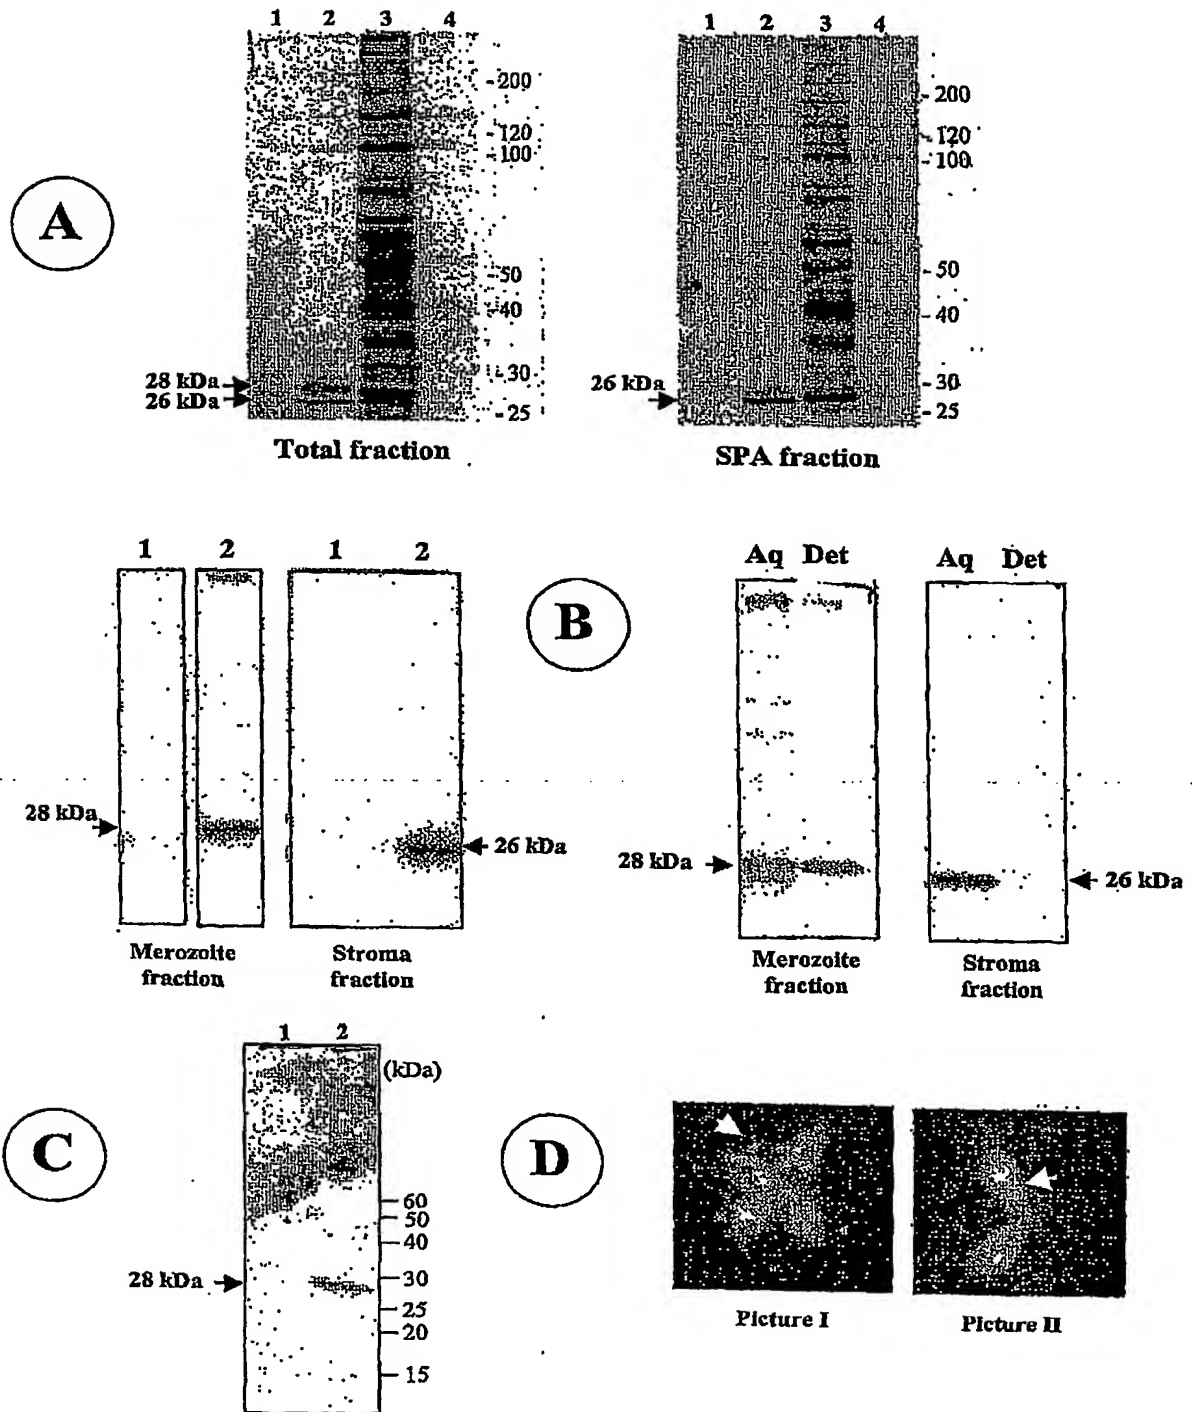 1 2 3 4
200
120
100
50
40
30
25
28 kDa
26 kDa
Total fraction
1 2 3 4
200
120
100
50
40
30
25
26 kDa
SPA fraction
A
1 2
28 kDa
Merozoite
fraction
1 2
26 kDa
Stroma
fraction
B
Aq Det
28 kDa
Merozoite
fraction
Aq Det
26 kDa
Stroma
fraction
C
1 2
(kDa)
60
50
40
30
25
20
15
28 kDa
D
Picture I
Picture II